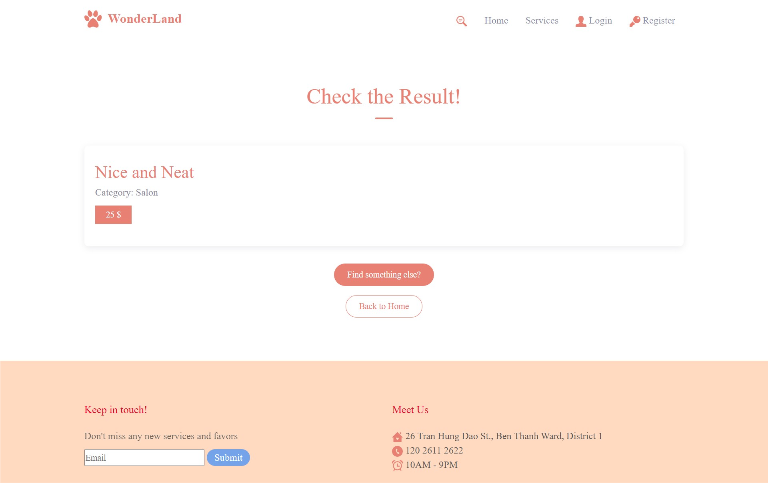 WonderLand
Home Services Login Register
Check the Result!
Nice and Neat
Category: Salon
25 $
Find something else?
Back to Home
Keep in touch!
Don't miss any new services and favors
Email Submit
Meet Us
26 Tran Hung Dao St., Ben Thanh Ward, District 1
120 2611 2622
10AM - 9PM